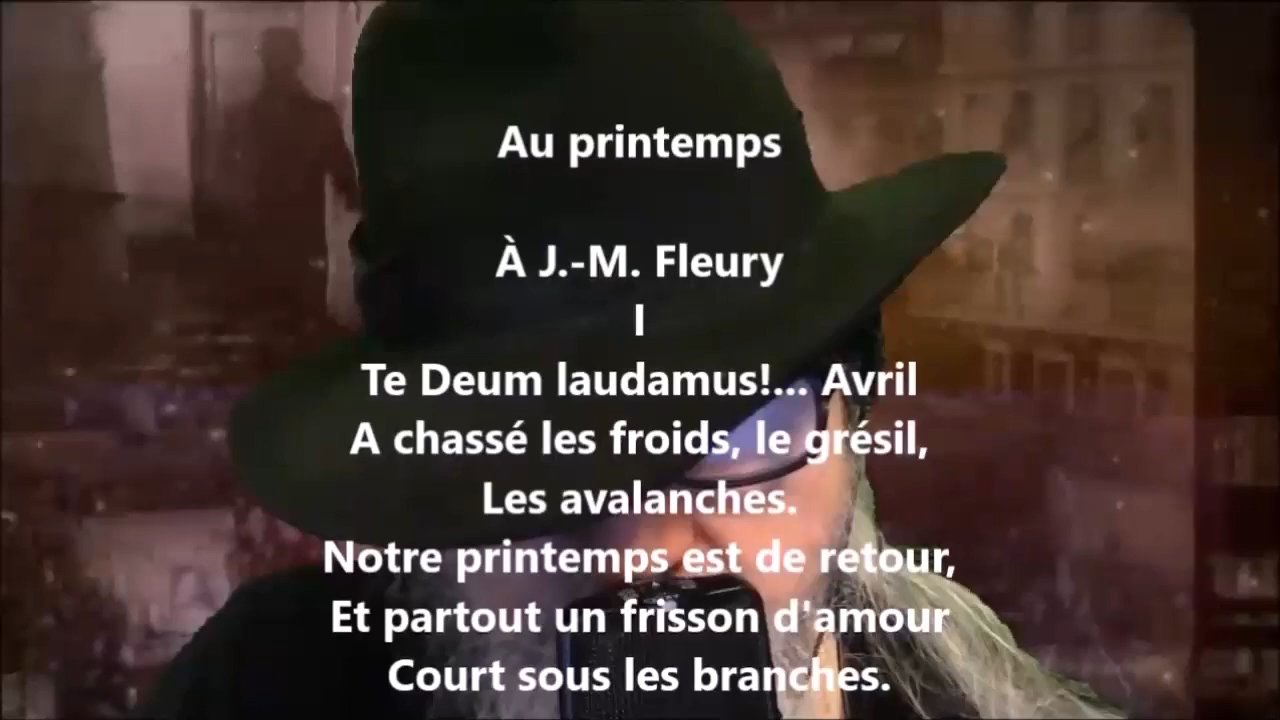 Au printemps
À J.-M. Fleury
I
Te Deum laudamus!... Avril
A chassé les froids, le grésil,
Les avalanches.
Notre printemps est de retour,
Et partout un frisson d'amour
Court sous les branches.